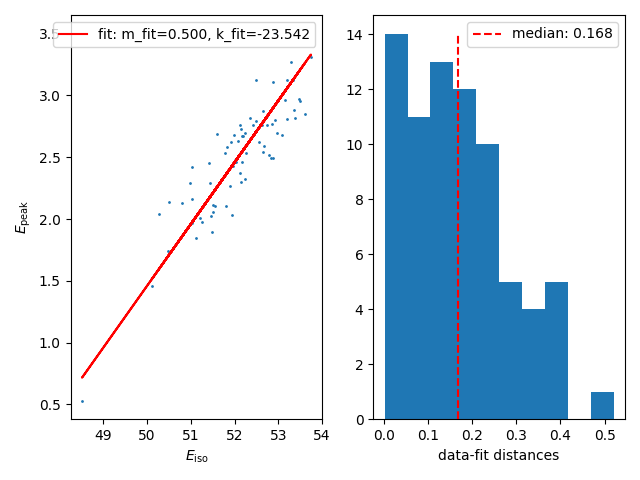 fit: m_fit=0.500, k_fit=-23.542
3.5
3.0
2.5
2.0
1.5
1.0
0.5
49 50 51 52 53 54
E_peak
E_iso
median: 0.168
14
12
10
8
6
4
2
0
0.0 0.1 0.2 0.3 0.4 0.5
data-fit distances